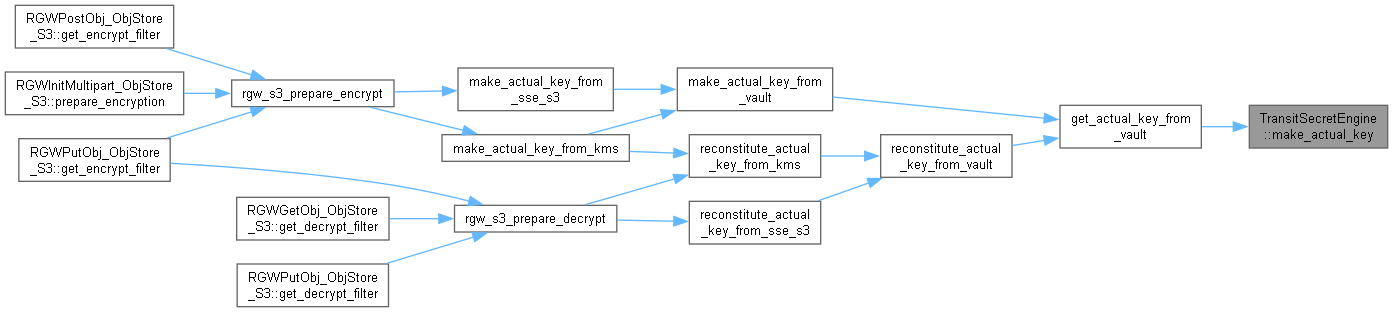 RGWPostObj_ObjStore
_S3::get_encrypt_filter
RGWInitMultipart_ObjStore
_S3::prepare_encryption
RGWPutObj_ObjStore
_S3::get_encrypt_filter
rgw_s3_prepare_encrypt
make_actual_key_from
_sse_s3
make_actual_key_from_kms
make_actual_key_from
_vault
reconstitute_actual
_key_from_kms
reconstitute_actual
_key_from_vault
get_actual_key_from
_vault
TransitSecretEngine
::make_actual_key
RGWGetObj_ObjStore
_S3::get_decrypt_filter
rgw_s3_prepare_decrypt
reconstitute_actual
_key_from_sse_s3
RGWPutObj_ObjStore
_S3::get_decrypt_filter